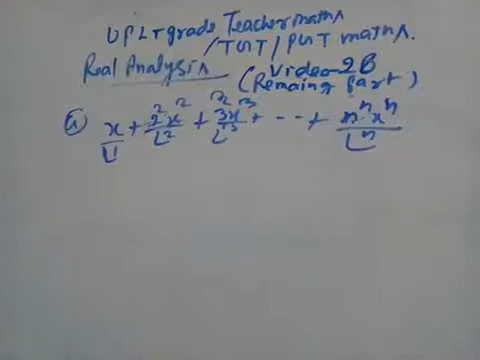 UP LT grade Teacher maths
/TGT/PGT maths.
Real Analysis (Video-28
(Remaining Part)
a) x/⌊1 + 2²x²/⌊2 + 3³x³/⌊3 + - - + nⁿxⁿ/⌊n